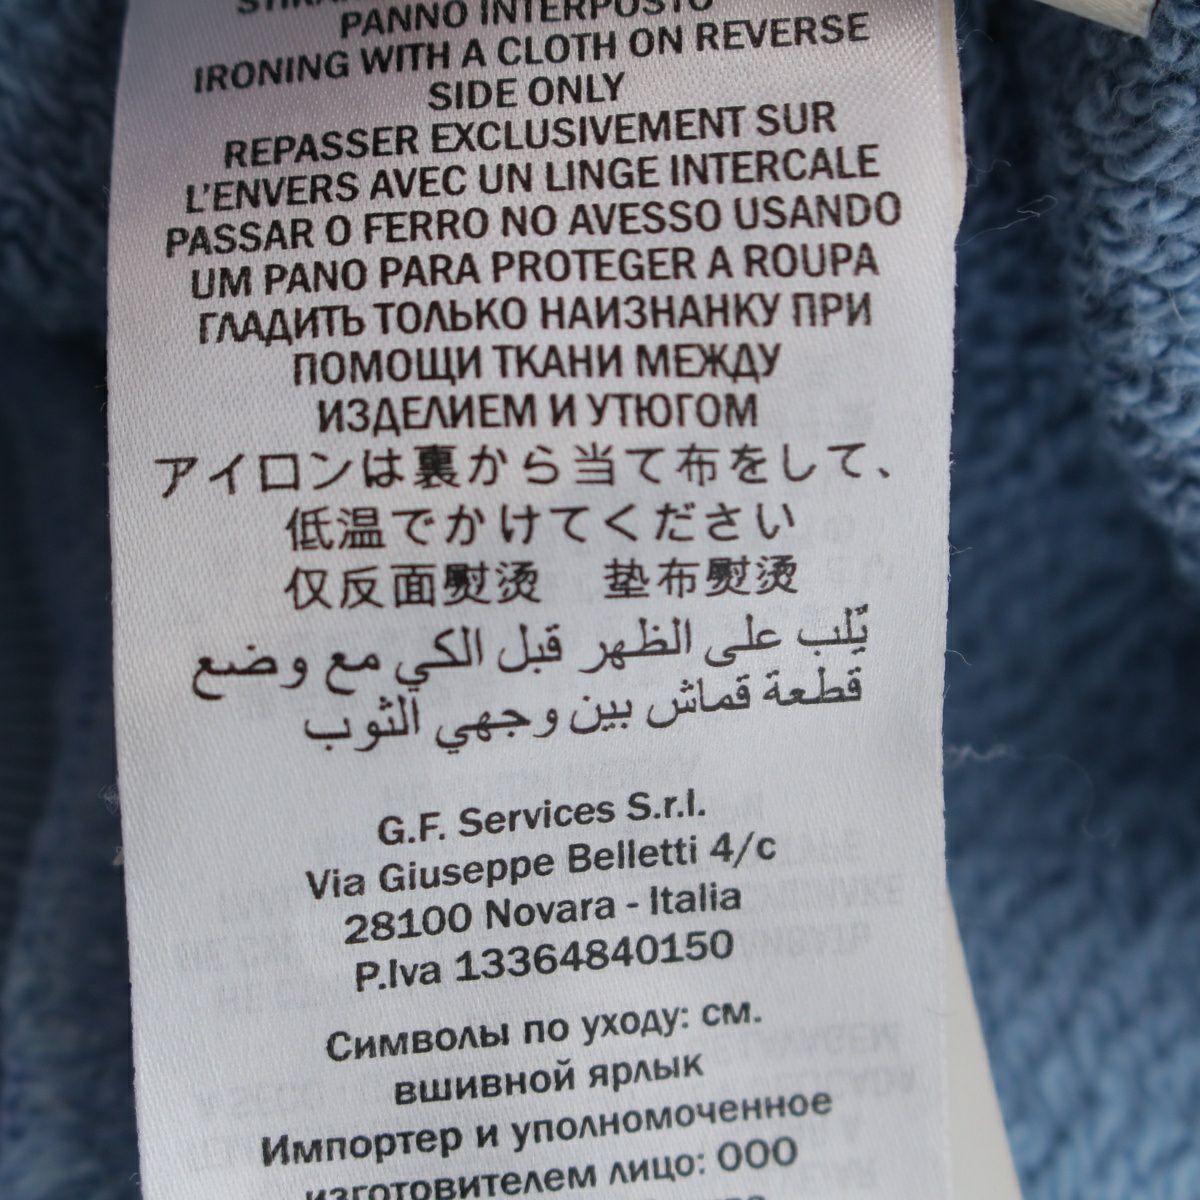 PANNO INTERPOSTO
IRONING WITH A CLOTH ON REVERSE
SIDE ONLY
REPASSER EXCLUSIVEMENT SUR
L'ENVERS AVEC UN LINGE INTERCALE
PASSAR O FERRO NO AVESSO USANDO
UM PANO PARA PROTEGER A ROUPA
ГЛАДИТЬ ТОЛЬКО НАИЗНАНКУ ПРИ
ПОМОЩИ ТКАНИ МЕЖДУ
ИЗДЕЛИЕМ И УТЮГОМ
アイロンは裏から当て布をして、
低温でかけてください
仅反面熨烫 垫布熨烫
يّلب على الظهر قبل الكي مع وضع
قطعة قماش بين وجهي الثوب
G.F. Services S.r.l.
Via Giuseppe Belletti 4/c
28100 Novara - Italia
P.Iva 13364840150
Символы по уходу: см.
вшивной ярлык
Импортер и уполномоченное
изготовителем лицо: ООО